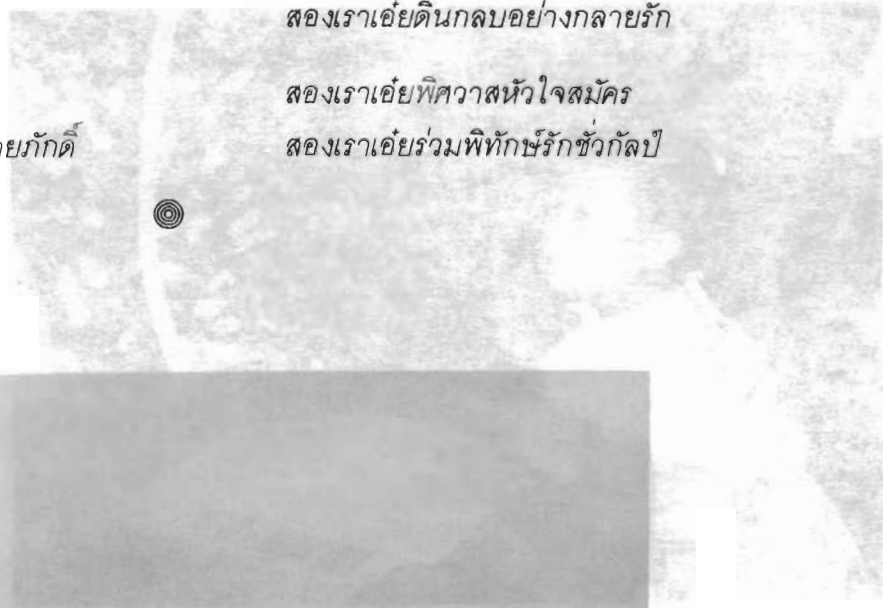 สองเราเอ๋ยดินกลบอย่ากลายรัก
สองเราเอ๋ยพิศวาสหัวใจสมัคร
ยภักดิ์ สองเราเอ๋ยร่วมพิทักษ์รักชั่วกัลป์